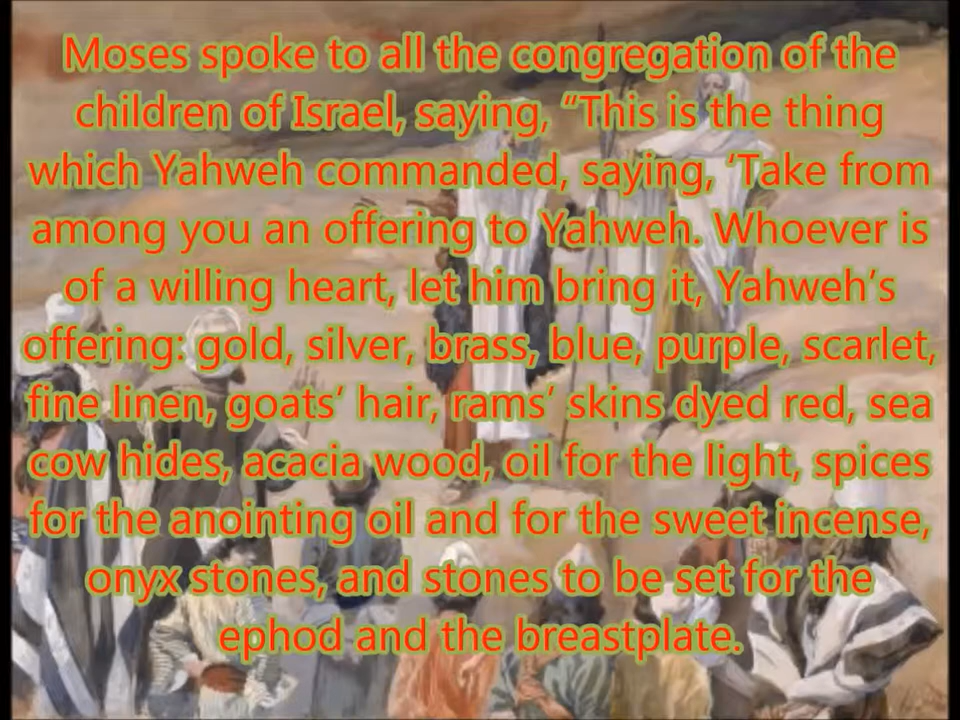 Moses spoke to all the congregation of the
children of Israel, saying, “This is the thing
which Yahweh commanded, saying, ‘Take from
among you an offering to Yahweh. Whoever is
of a willing heart, let him bring it, Yahweh’s
offering: gold, silver, brass, blue, purple, scarlet,
fine linen, goats’ hair, rams’ skins dyed red, sea
cow hides, acacia wood, oil for the light, spices
for the anointing oil and for the sweet incense,
onyx stones, and stones to be set for the
ephod and the breastplate.